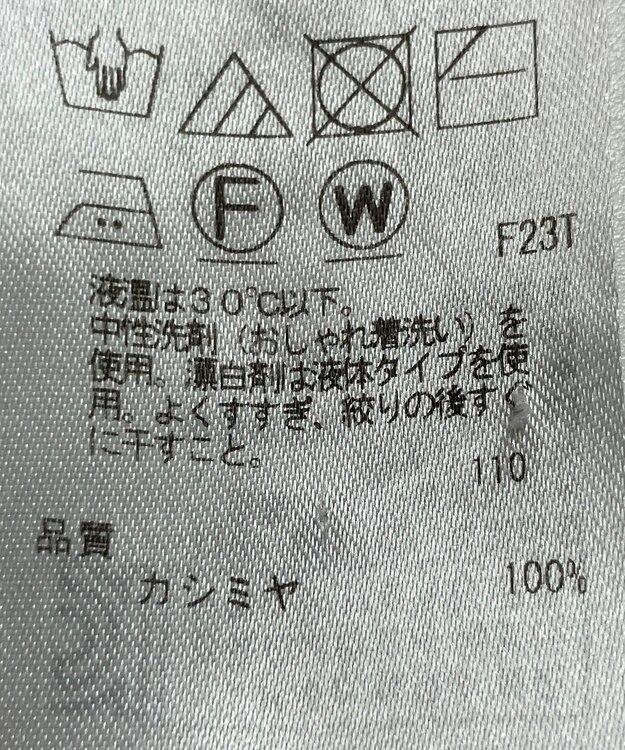 F W
F23T
液温は30℃以下。
中性洗剤（おしゃれ着洗い）を
使用。漂白剤は液体タイプを使
用。よくすすぎ、絞りの後すぐ
に干すこと。
110
品質
カシミヤ 100%